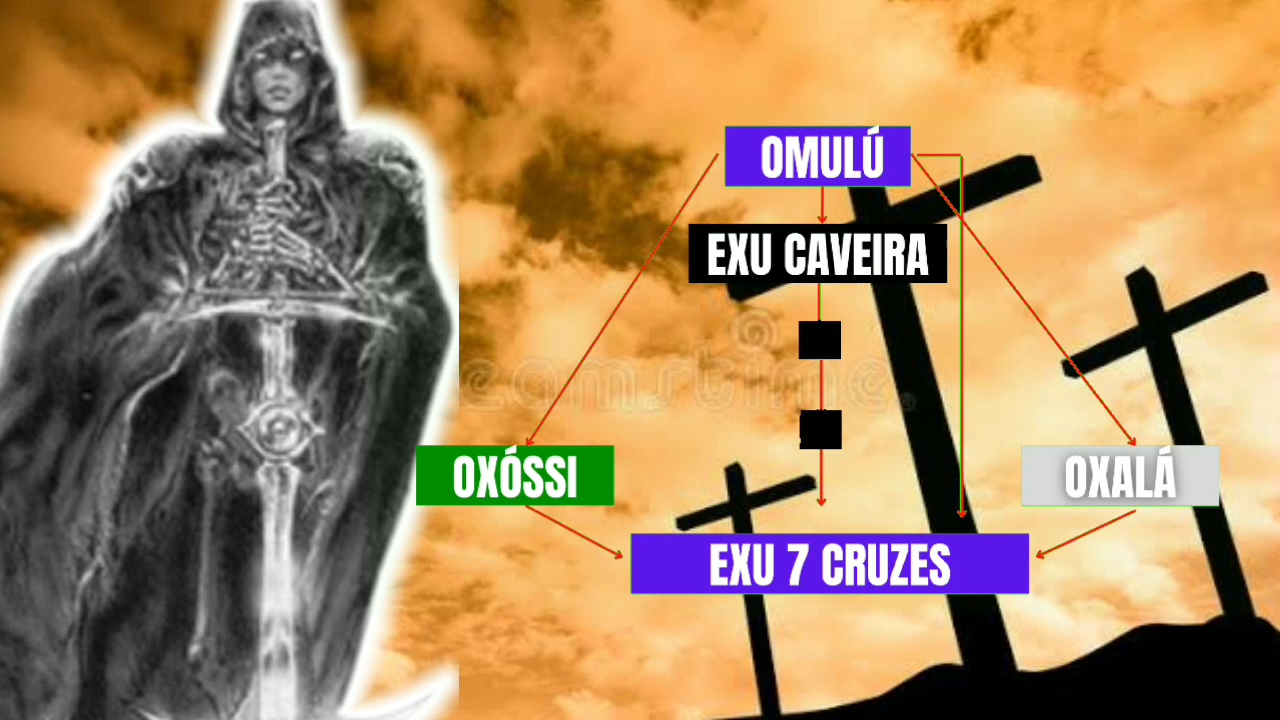 OMULÚ
EXU CAVEIRA
OXÓSSI
OXALÁ
EXU 7 CRUZES